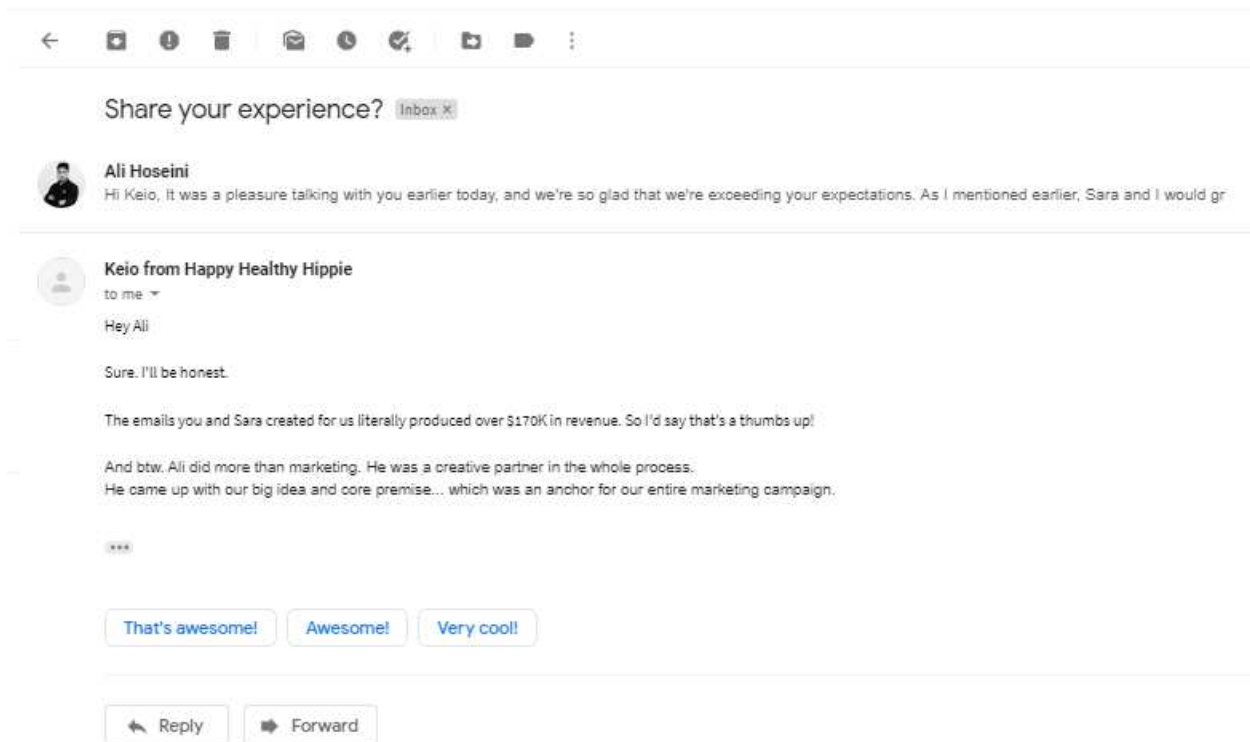 Share your experience? Inbox ×
Ali Hoseini
Hi Keio, It was a pleasure talking with you earlier today, and we're so glad that we're exceeding your expectations. As I mentioned earlier, Sara and I would gr
Keio from Happy Healthy Hippie
to me
Hey Ali
Sure. I'll be honest.
The emails you and Sara created for us literally produced over $170K in revenue. So I'd say that's a thumbs up!
And btw. Ali did more than marketing. He was a creative partner in the whole process.
He came up with our big idea and core premise... which was an anchor for our entire marketing campaign.
That's awesome! Awesome! Very cool!
Reply Forward